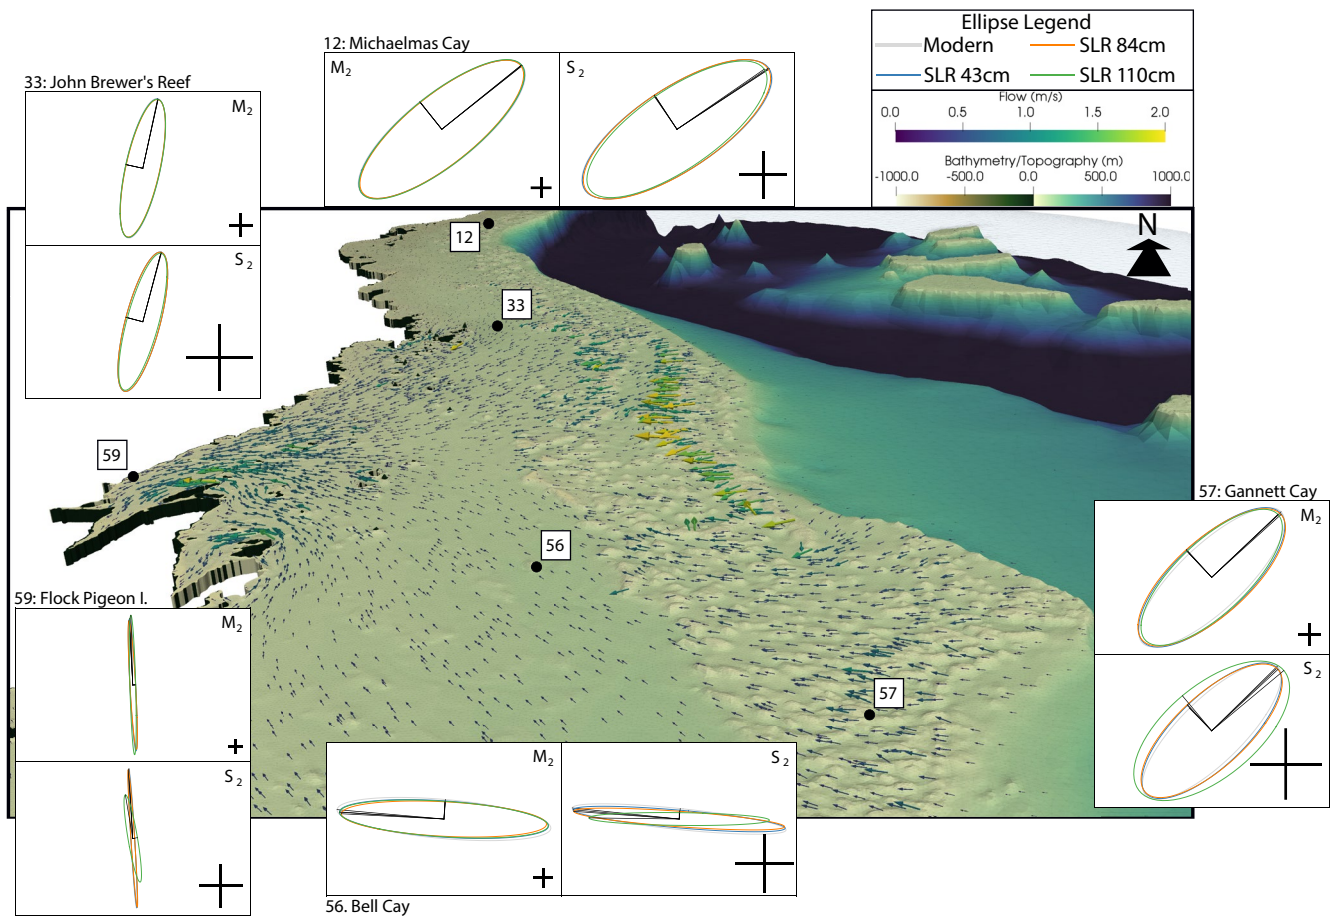 Ellipse Legend
Modern
SLR 84cm
SLR 43cm
SLR 110cm
Flow (m/s)
0.0 0.5 1.0 1.5 2.0
Bathymetry/Topography (m)
-1000.0 -500.0 0.0 500.0 1000.0
12: Michaelmas Cay
M2
S2
33: John Brewer's Reef
M2
S2
N
12
33
59
56
57
57: Gannett Cay
M2
S2
59: Flock Pigeon I.
M2
S2
M2
S2
56. Bell Cay